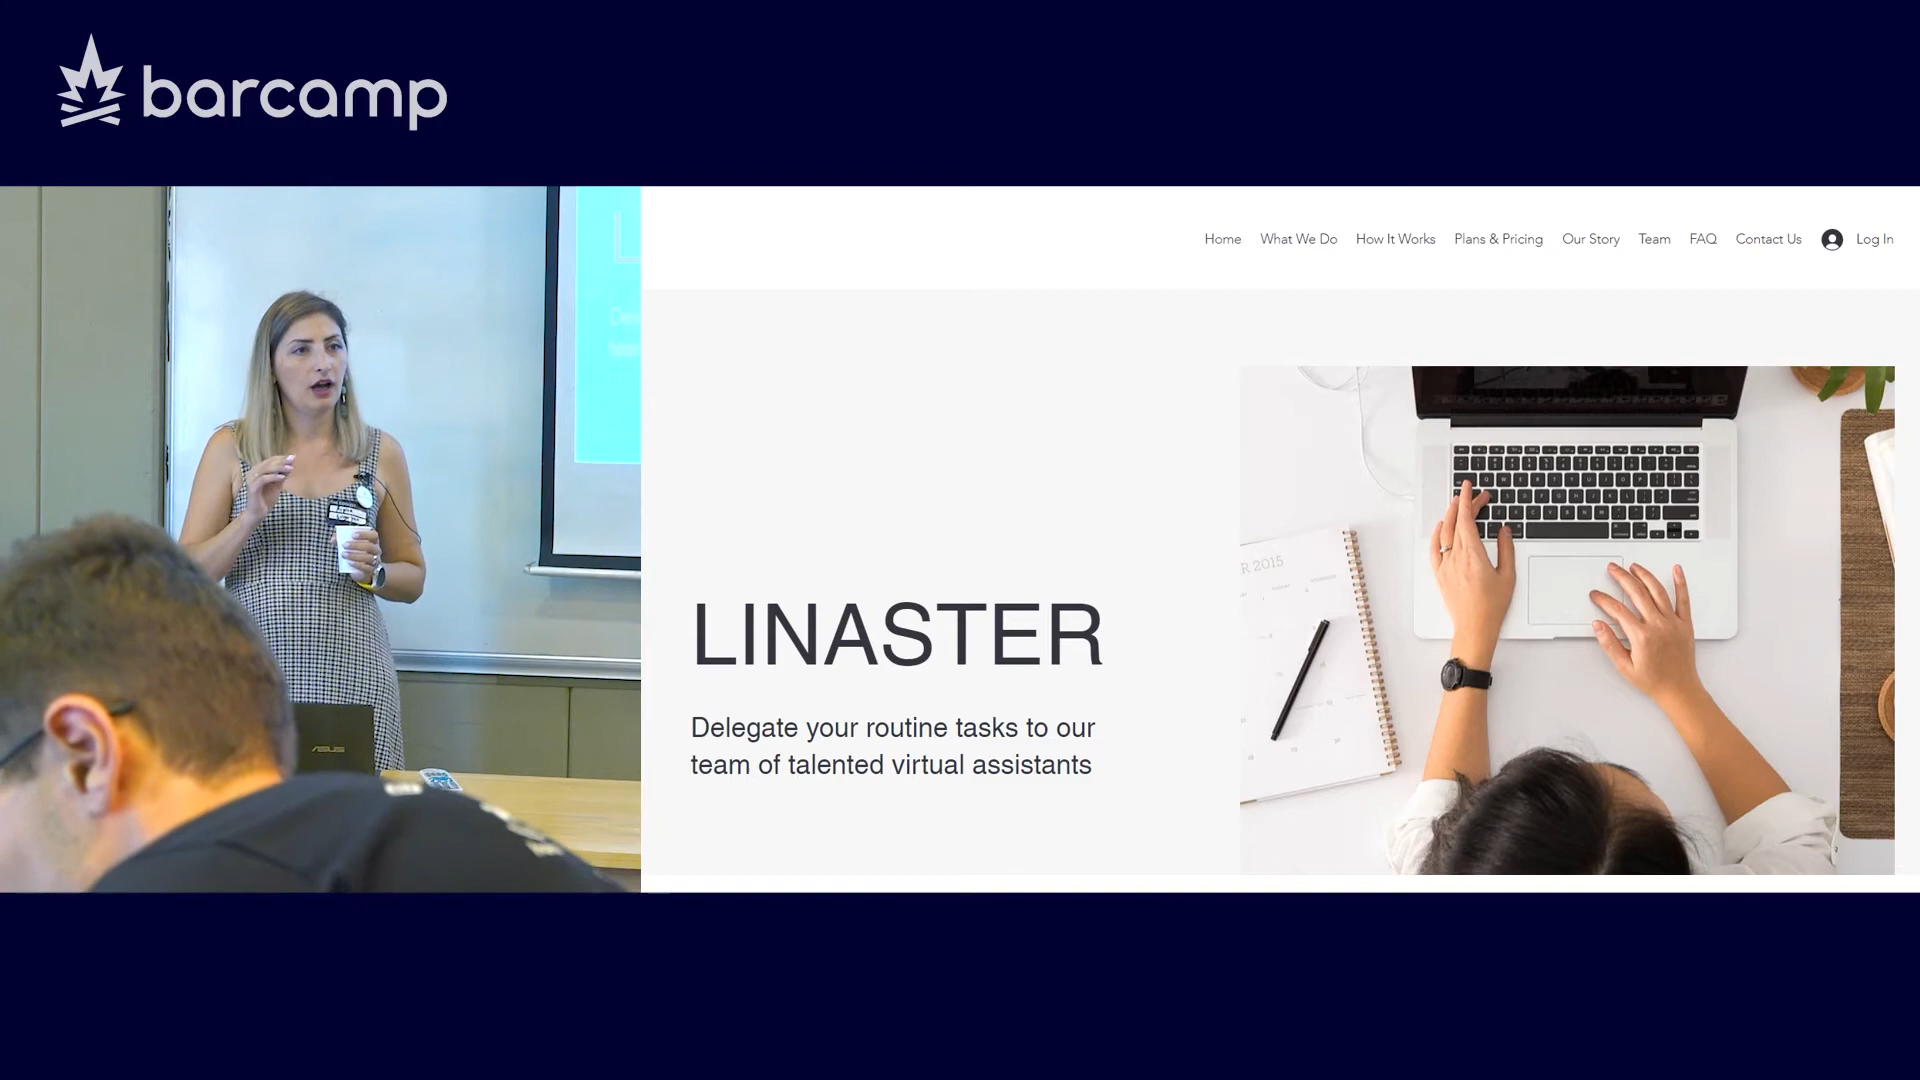 barcamp
Home What We Do How It Works Plans & Pricing Our Story Team FAQ Contact Us Log In
LINASTER
Delegate your routine tasks to our
team of talented virtual assistants
R 2015
ASUS